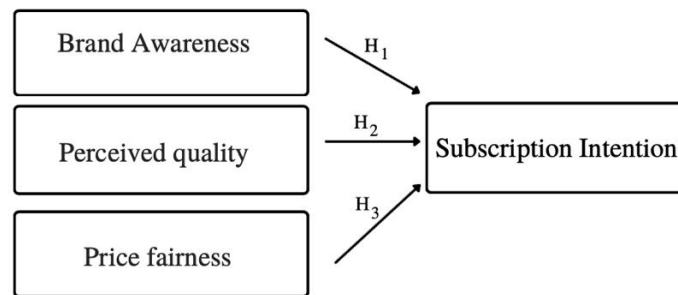 Brand Awareness
H1
Perceived quality
H2
Subscription Intention
H3
Price fairness